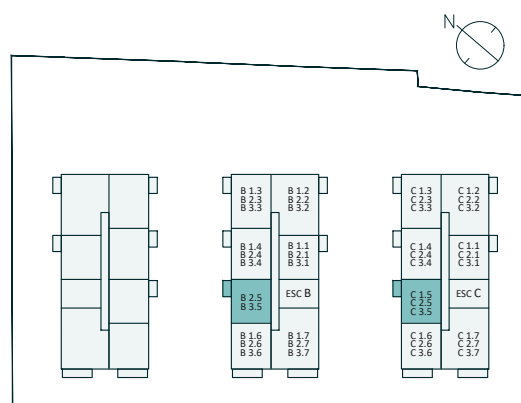 N
B 1.3
B 2.3
B 3.3
B 1.2
B 2.2
B 3.2
B 1.4
B 2.4
B 3.4
B 1.1
B 2.1
B 3.1
B 2.5
B 3.5
ESC B
B 1.6
B 2.6
B 3.6
B 1.7
B 2.7
B 3.7
C 1.3
C 2.3
C 3.3
C 1.2
C 2.2
C 3.2
C 1.4
C 2.4
C 3.4
C 1.1
C 2.1
C 3.1
C 1.5
C 2.5
C 3.5
ESC C
C 1.6
C 2.6
C 3.6
C 1.7
C 2.7
C 3.7